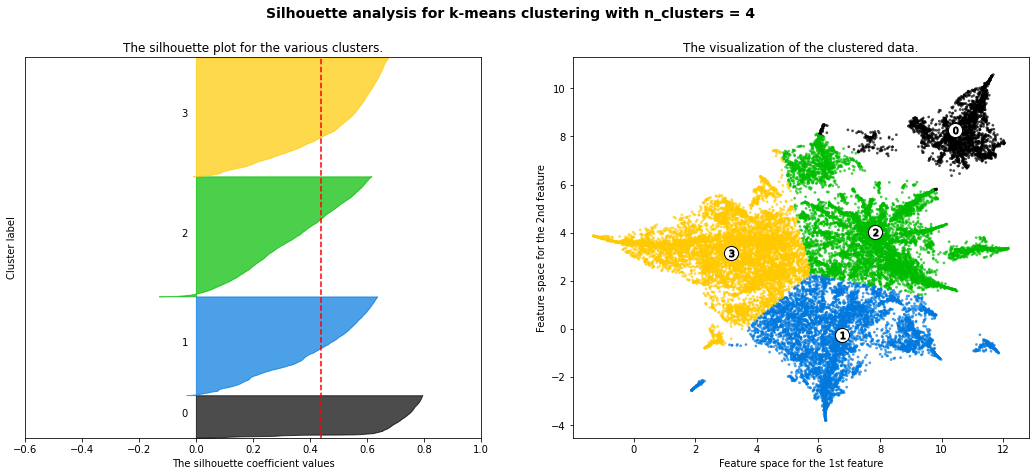 Silhouette analysis for k-means clustering with n_clusters = 4
The silhouette plot for the various clusters.
Cluster label
3
2
1
0
−0.6 −0.4 −0.2 0.0 0.2 0.4 0.6 0.8 1.0
The silhouette coefficient values
The visualization of the clustered data.
Feature space for the 2nd feature
10
8
6
4
2
0
−2
−4
0
2
3
1
0 2 4 6 8 10 12
Feature space for the 1st feature